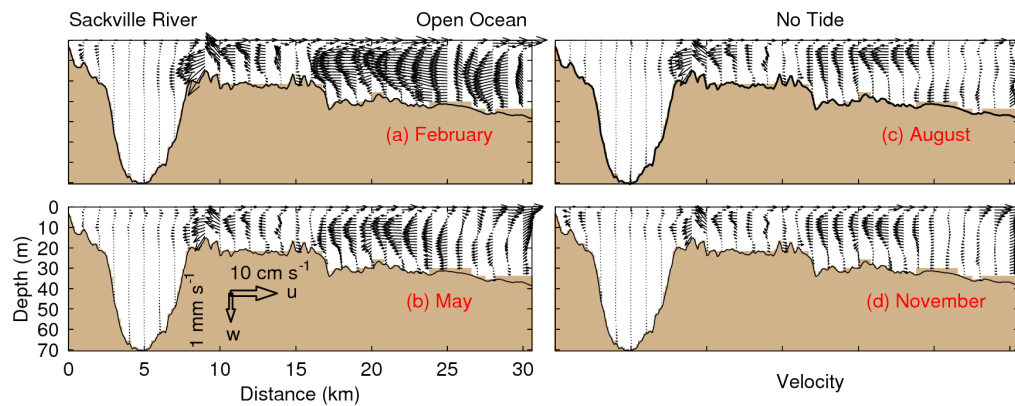 Sackville River Open Ocean No Tide
(a) February (c) August
0
10
20
30
40
50
60
70
Depth (m)
10 cm s⁻¹
u
1 mm s⁻¹
w
(b) May (d) November
0 5 10 15 20 25 30
Distance (km)
Velocity